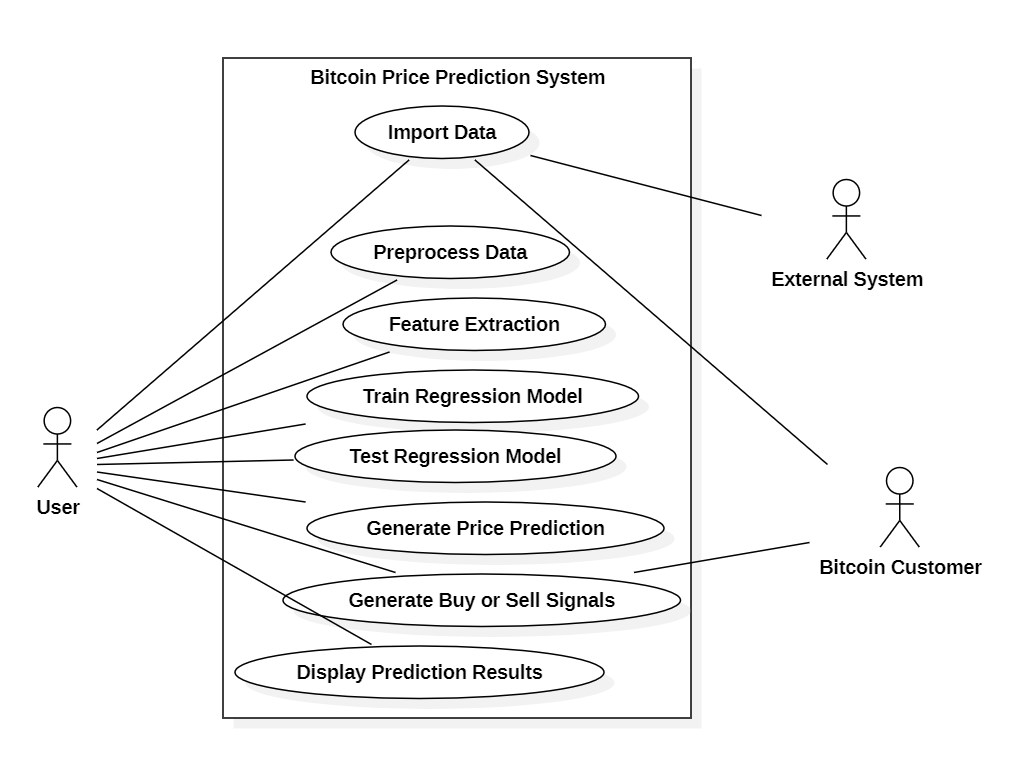 Bitcoin Price Prediction System
Import Data
Preprocess Data
External System
Feature Extraction
Train Regression Model
Test Regression Model
User
Generate Price Prediction
Bitcoin Customer
Generate Buy or Sell Signals
Display Prediction Results